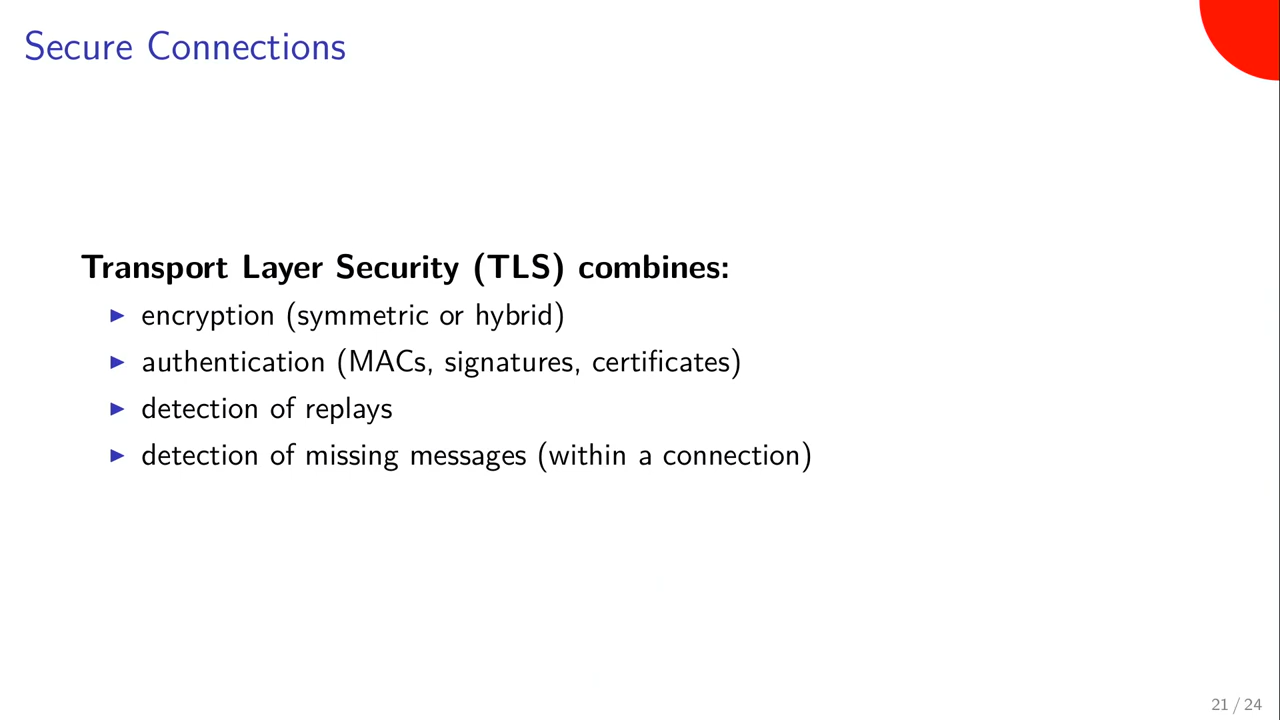 Secure Connections
Transport Layer Security (TLS) combines:
encryption (symmetric or hybrid)
authentication (MACs, signatures, certificates)
detection of replays
detection of missing messages (within a connection)
21 / 24